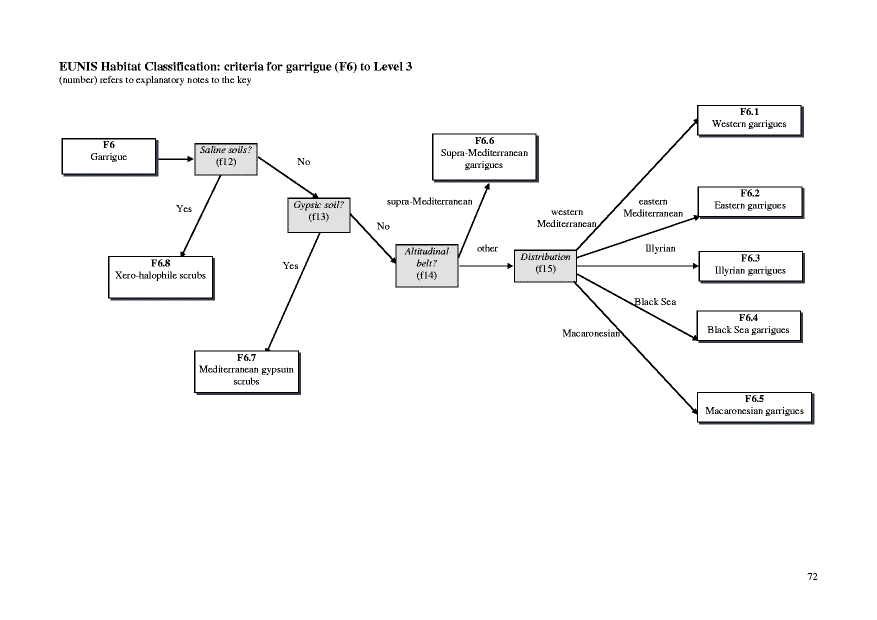 EUNIS Habitat Classification: criteria for garrigue (F6) to Level 3
(number) refers to explanatory notes to the key
F6
Garrigue
Saline soils?
(f12)
No
Yes
F6.8
Xero-halophile scrubs
Gypsic soil?
(f13)
No
Yes
F6.7
Mediterranean gypsum
scrubs
Altitudinal
belt?
(f14)
supra-Mediterranean
F6.6
Supra-Mediterranean
garrigues
other
Distribution
(f15)
western
Mediterranean
F6.1
Western garrigues
eastern
Mediterranean
F6.2
Eastern garrigues
Illyrian
F6.3
Illyrian garrigues
Black Sea
F6.4
Black Sea garrigues
Macaronesian
F6.5
Macaronesian garrigues
72